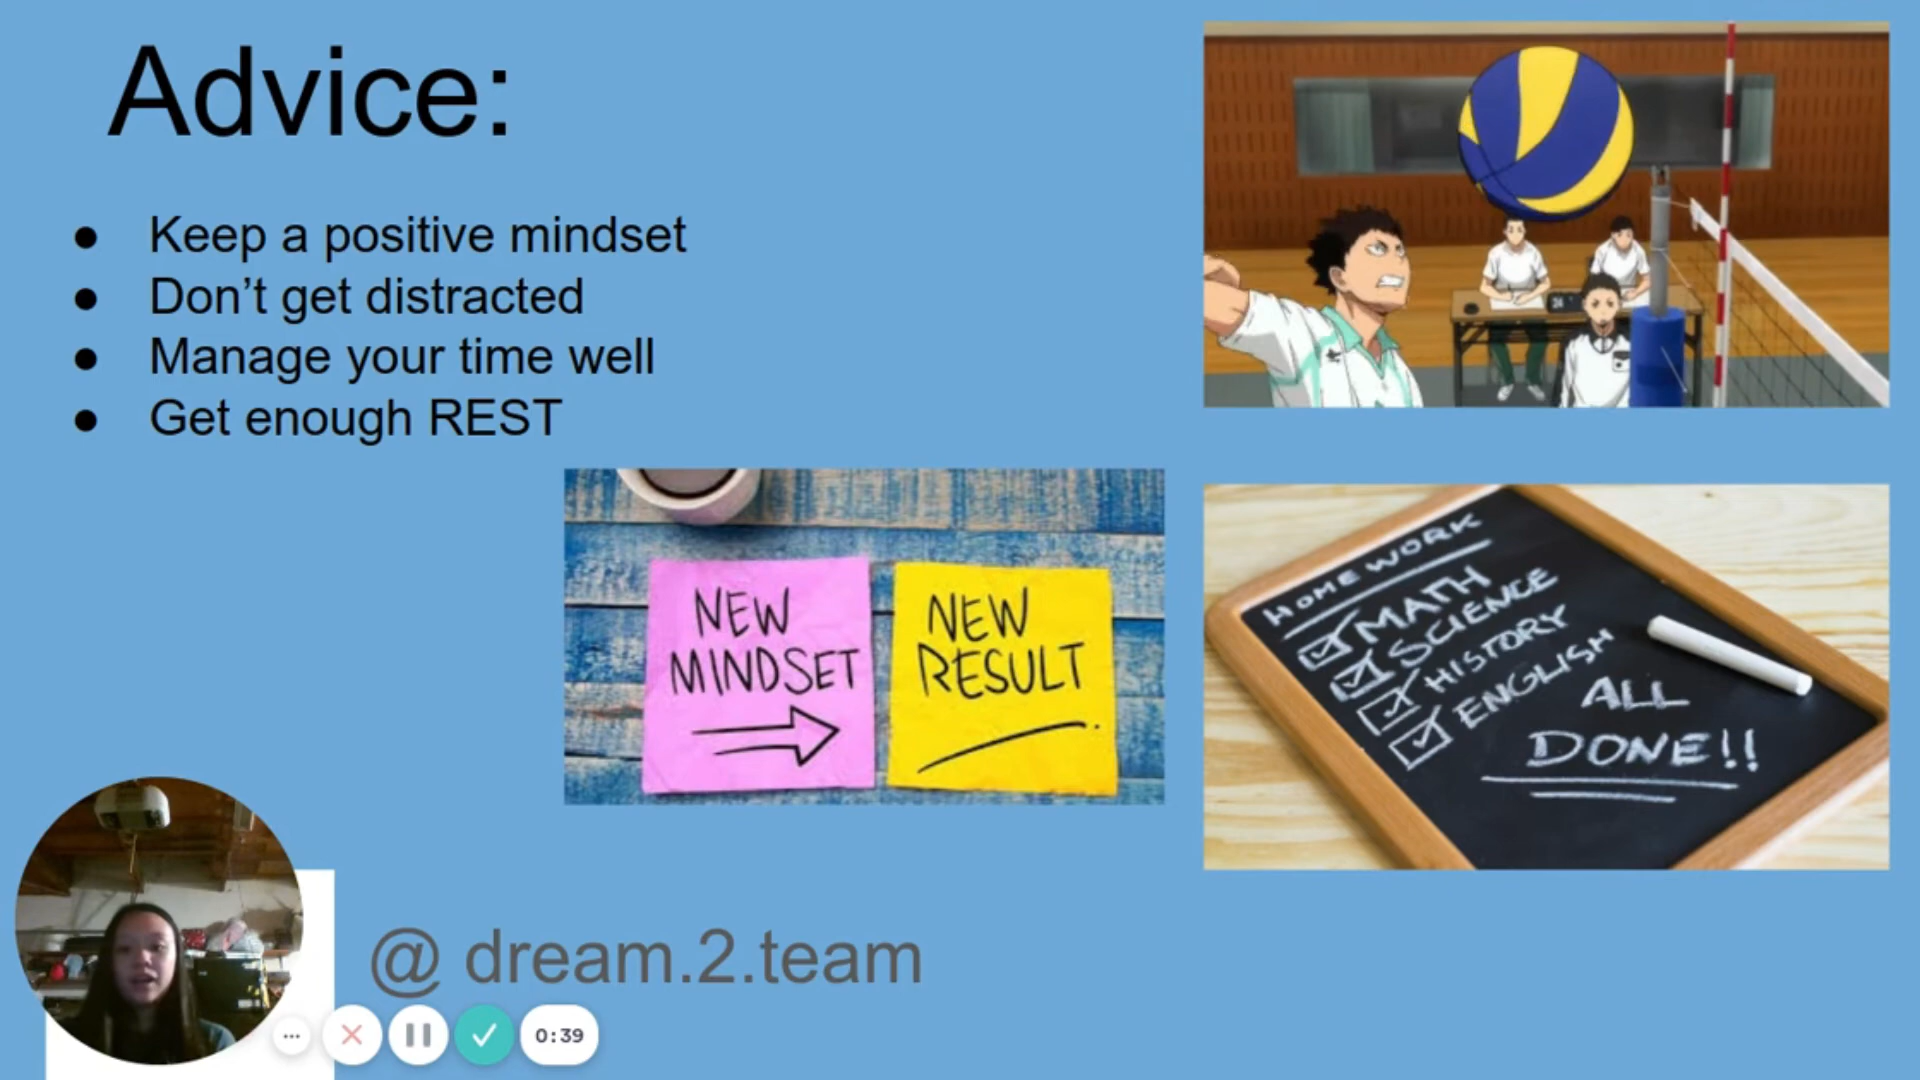 Advice:
● Keep a positive mindset
● Don’t get distracted
● Manage your time well
● Get enough REST
NEW
MINDSET
NEW
RESULT
HOMEWORK
MATH
SCIENCE
HISTORY
ENGLISH
ALL
DONE!!
@ dream.2.team
0:39